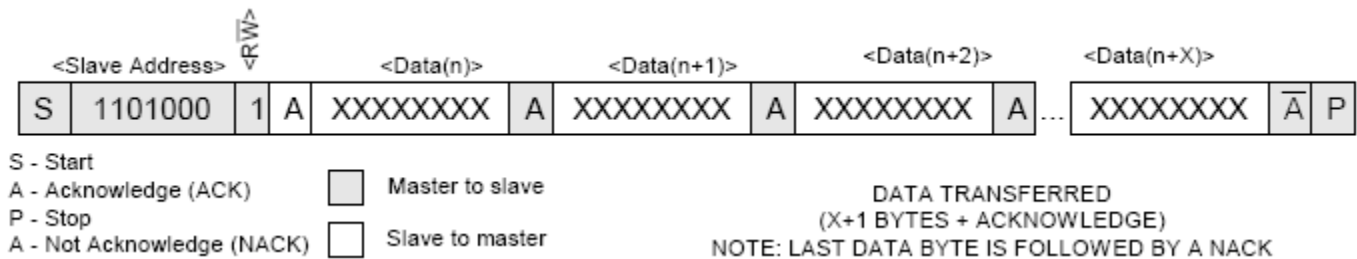 <Slave Address> <RW̅> <Data(n)> <Data(n+1)> <Data(n+2)> <Data(n+X)>
S 1101000 1 A XXXXXXXX A XXXXXXXX A XXXXXXXX A ... XXXXXXXX A̅ P
S - Start
A - Acknowledge (ACK) Master to slave
P - Stop
A - Not Acknowledge (NACK) Slave to master
DATA TRANSFERRED
(X+1 BYTES + ACKNOWLEDGE)
NOTE: LAST DATA BYTE IS FOLLOWED BY A NACK